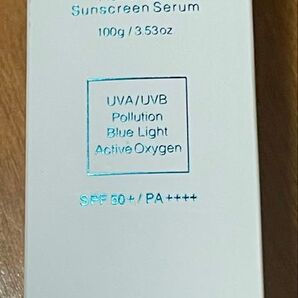 Sunscreen Serum
100g / 3.53oz
UVA/UVB
Pollution
Blue Light
Active Oxygen
SPF 50+ / PA ++++